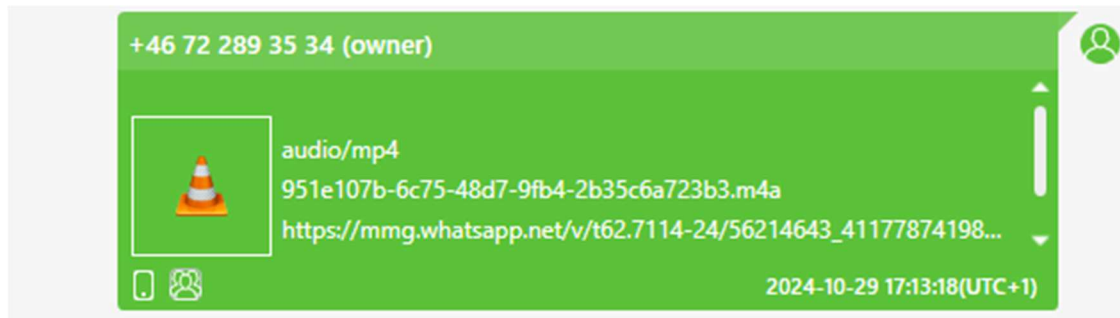 +46 72 289 35 34 (owner)
audio/mp4
951e107b-6c75-48d7-9fb4-2b35c6a723b3.m4a
https://mmg.whatsapp.net/v/t62.7114-24/56214643_41177874198...
2024-10-29 17:13:18(UTC+1)